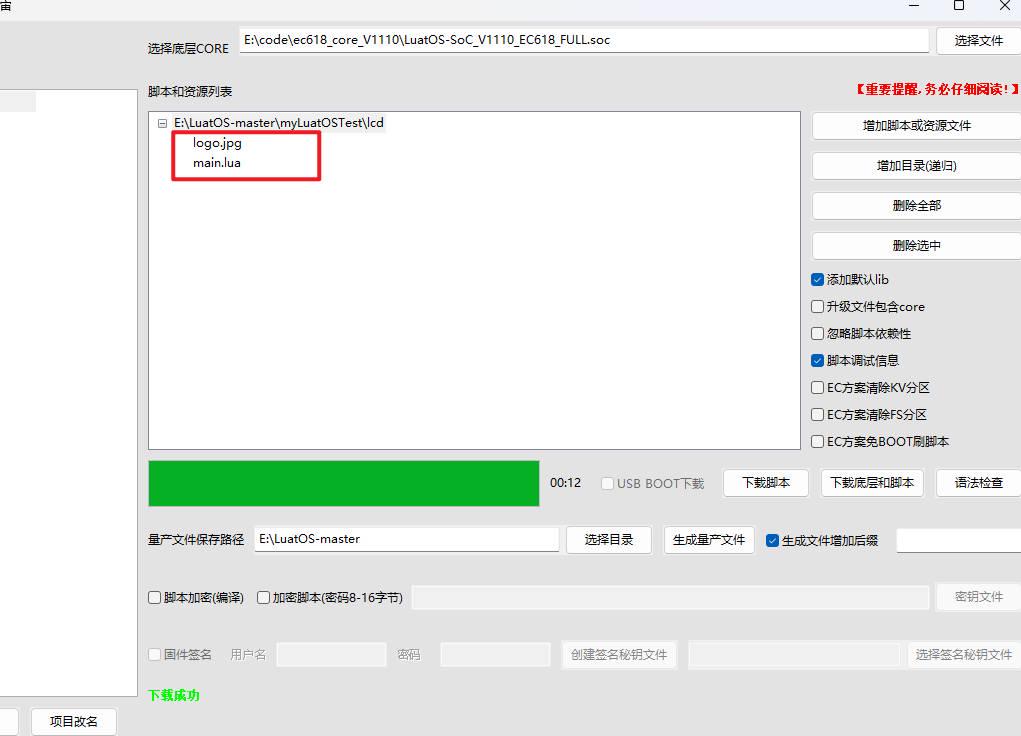 选择底层CORE
E:\code\ec618_core_V1110\LuatOS-SoC_V1110_EC618_FULL.soc
选择文件
脚本和资源列表
【重要提醒,务必仔细阅读!】
E:\LuatOS-master\myLuatOSTest\lcd
logo.jpg
main.lua
增加脚本或资源文件
增加目录(递归)
删除全部
删除选中
添加默认lib
升级文件包含core
忽略脚本依赖性
脚本调试信息
EC方案清除KV分区
EC方案清除FS分区
EC方案免BOOT刷脚本
00:12
USB BOOT下载
下载脚本
下载底层和脚本
语法检查
量产文件保存路径
E:\LuatOS-master
选择目录
生成量产文件
生成文件增加后缀
脚本加密(编译)
加密脚本(密码8-16字节)
密钥文件
固件签名
用户名
密码
创建签名秘钥文件
选择签名秘钥文件
下载成功
项目改名